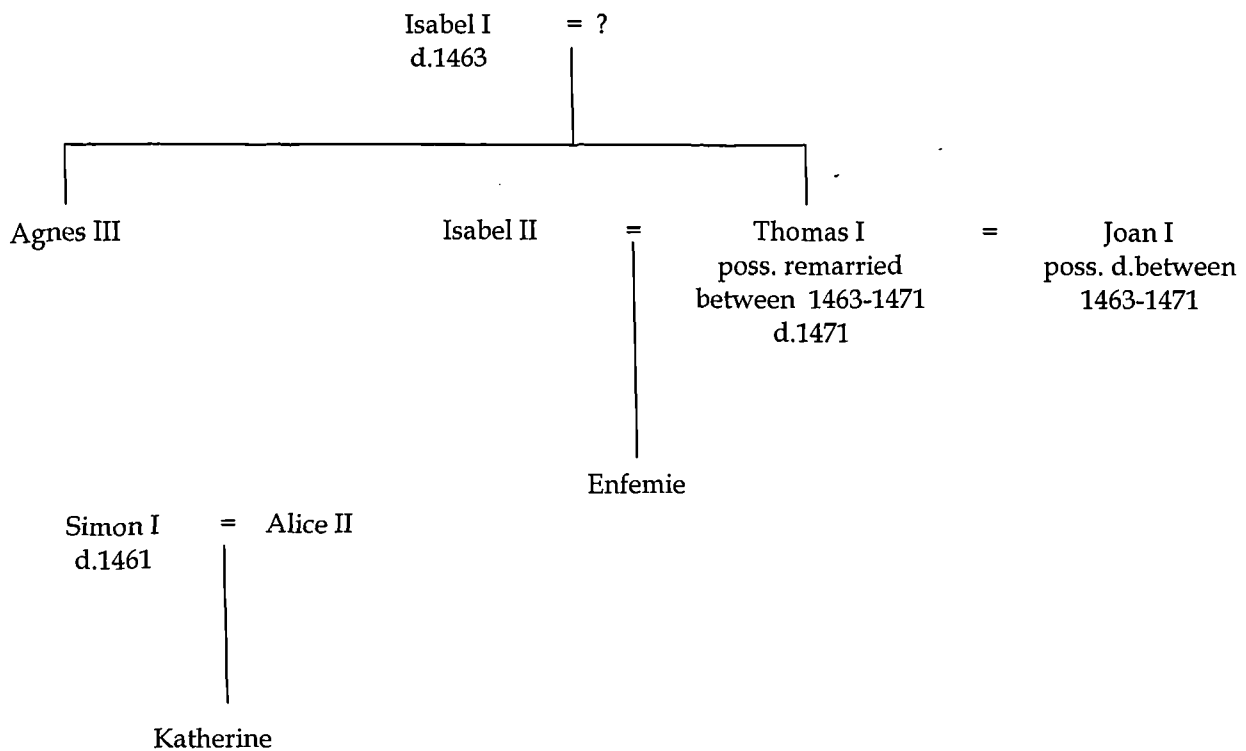 Isabel I = ?
d.1463
Agnes III Isabel II = Thomas I = Joan I
poss. remarried poss. d.between
between 1463-1471 1463-1471
d.1471
Enfemie
Simon I = Alice II
d.1461
Katherine